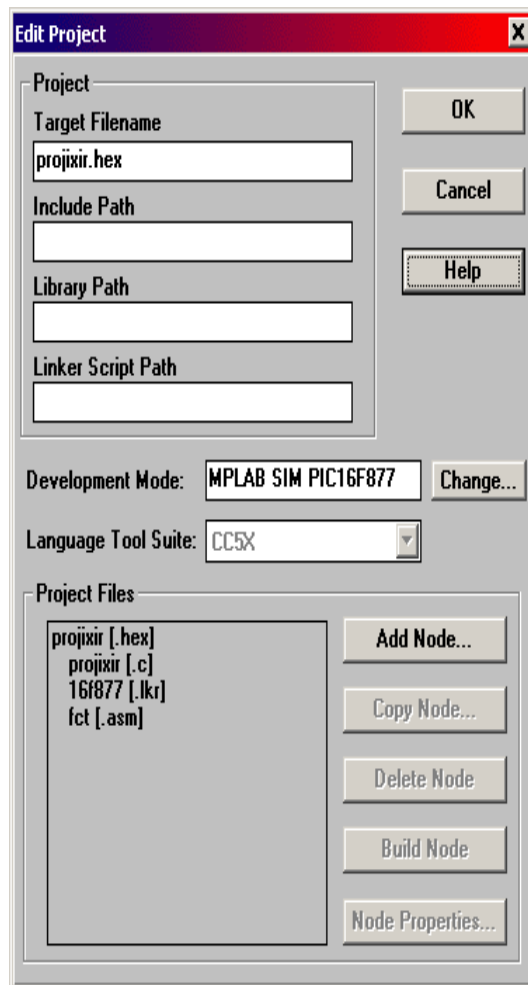 Edit Project
Project
Target Filename
projixir.hex
Include Path
Library Path
Linker Script Path
OK
Cancel
Help
Development Mode: MPLAB SIM PIC16F877 Change...
Language Tool Suite: CC5X
Project Files
projixir [.hex]
projixir [.c]
16f877 [.lkr]
fct [.asm]
Add Node...
Copy Node...
Delete Node
Build Node
Node Properties...